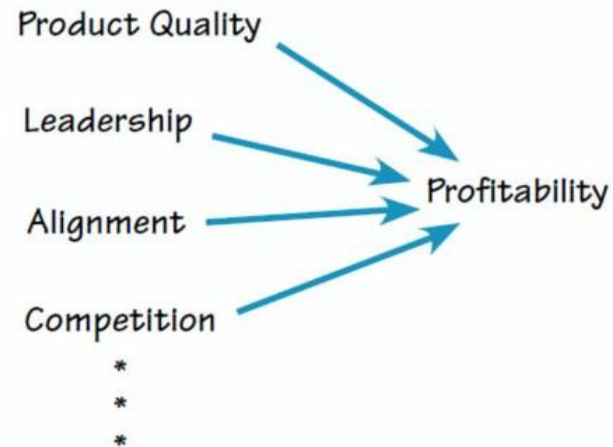 Product Quality
Leadership
Profitability
Alignment
Competition
*
*
*